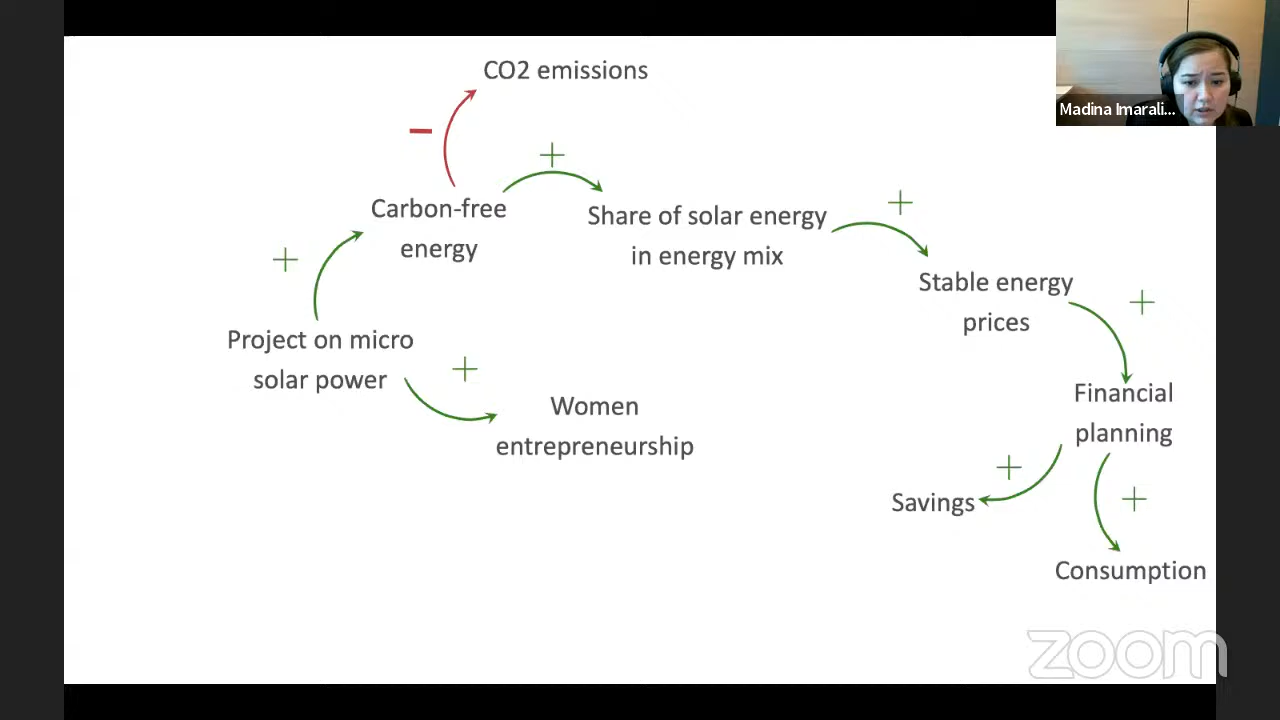 CO2 emissions
Madina Imarali...
−
+
Carbon-free
energy
Share of solar energy
in energy mix
+
+
Stable energy
prices
+
Project on micro
solar power
+
Women
entrepreneurship
Financial
planning
+
Savings
+
Consumption
zoom